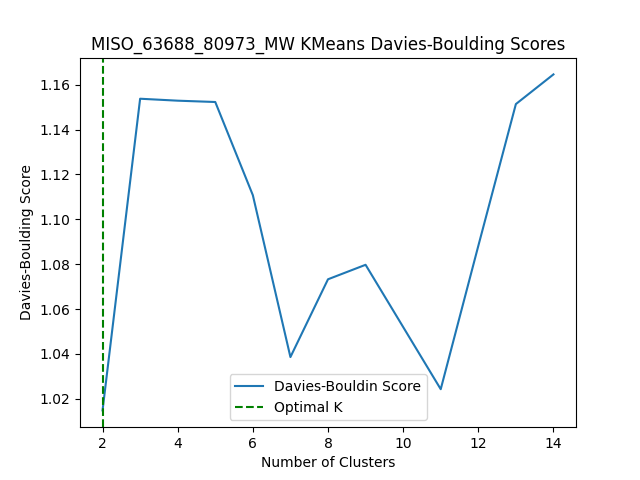 MISO_63688_80973_MW KMeans Davies-Boulding Scores
Davies-Boulding Score
1.16
1.14
1.12
1.10
1.08
1.06
1.04
1.02
Davies-Bouldin Score
Optimal K
2 4 6 8 10 12 14
Number of Clusters